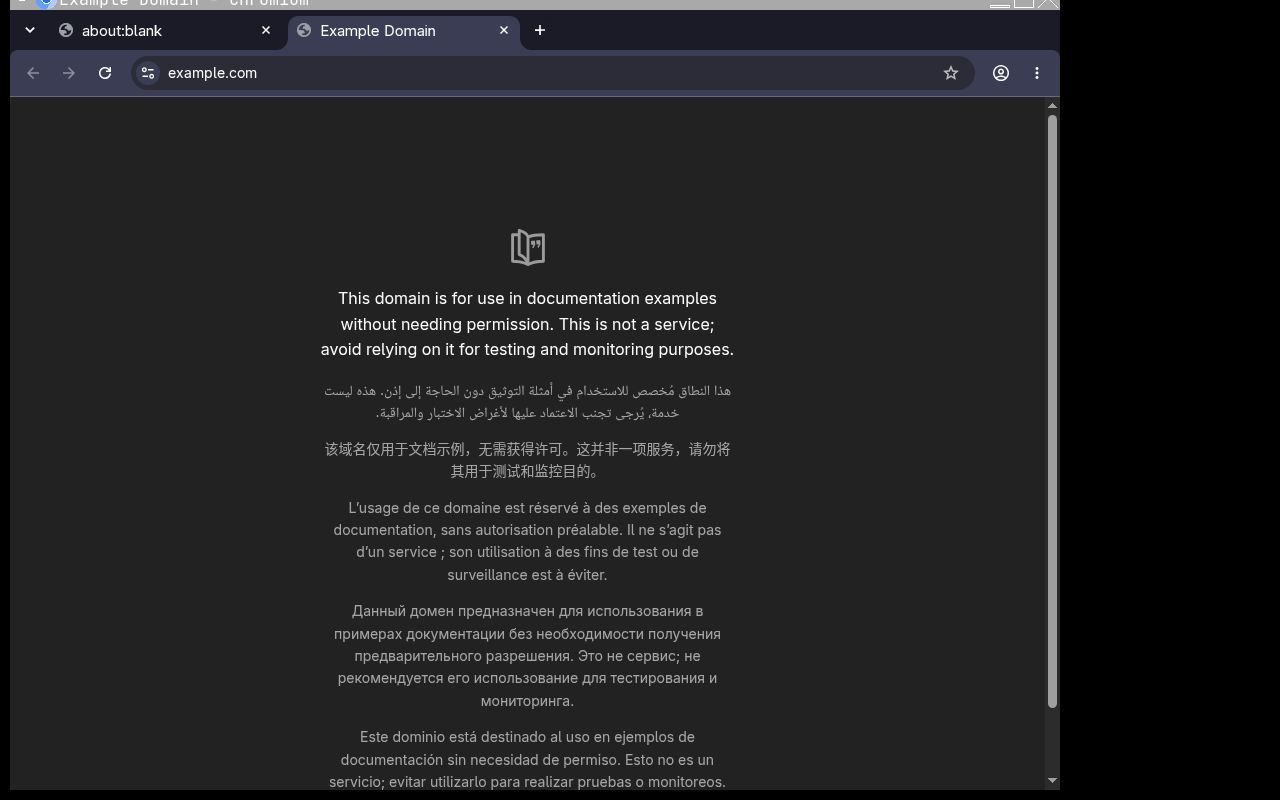 Example Domain - Chromium
about:blank
Example Domain
example.com
This domain is for use in documentation examples
without needing permission. This is not a service;
avoid relying on it for testing and monitoring purposes.
هذا النطاق مُخصص للاستخدام في أمثلة التوثيق دون الحاجة إلى إذن. هذه ليست
خدمة، يُرجى تجنب الاعتماد عليها لأغراض الاختبار والمراقبة.
该域名仅用于文档示例，无需获得许可。这并非一项服务，请勿将
其用于测试和监控目的。
L’usage de ce domaine est réservé à des exemples de
documentation, sans autorisation préalable. Il ne s’agit pas
d’un service ; son utilisation à des fins de test ou de
surveillance est à éviter.
Данный домен предназначен для использования в
примерах документации без необходимости получения
предварительного разрешения. Это не сервис; не
рекомендуется его использование для тестирования и
мониторинга.
Este dominio está destinado al uso en ejemplos de
documentación sin necesidad de permiso. Esto no es un
servicio; evitar utilizarlo para realizar pruebas o monitoreos.